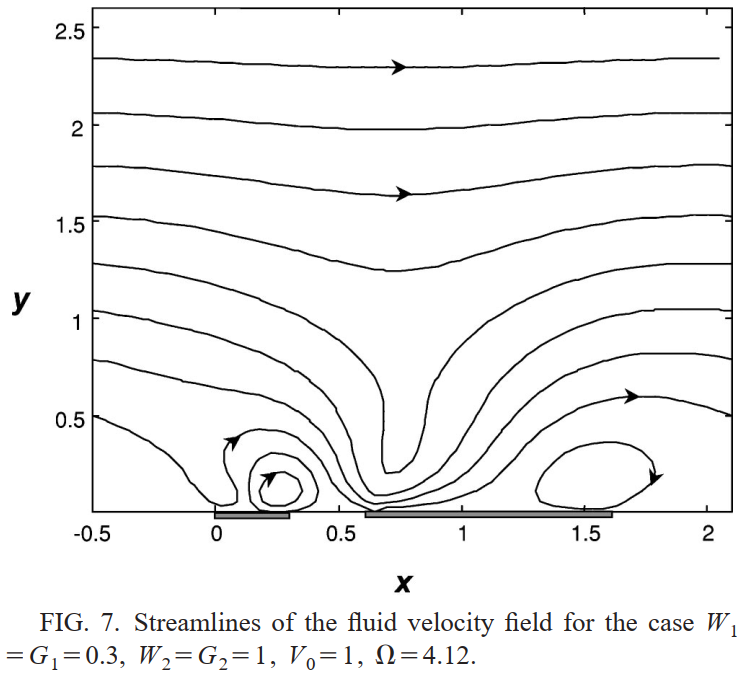 2.5
2
1.5
y
1
0.5
-0.5 0 0.5 1 1.5 2
x
FIG. 7. Streamlines of the fluid velocity field for the case W₁
=G₁=0.3, W₂=G₂=1, V₀=1, Ω=4.12.